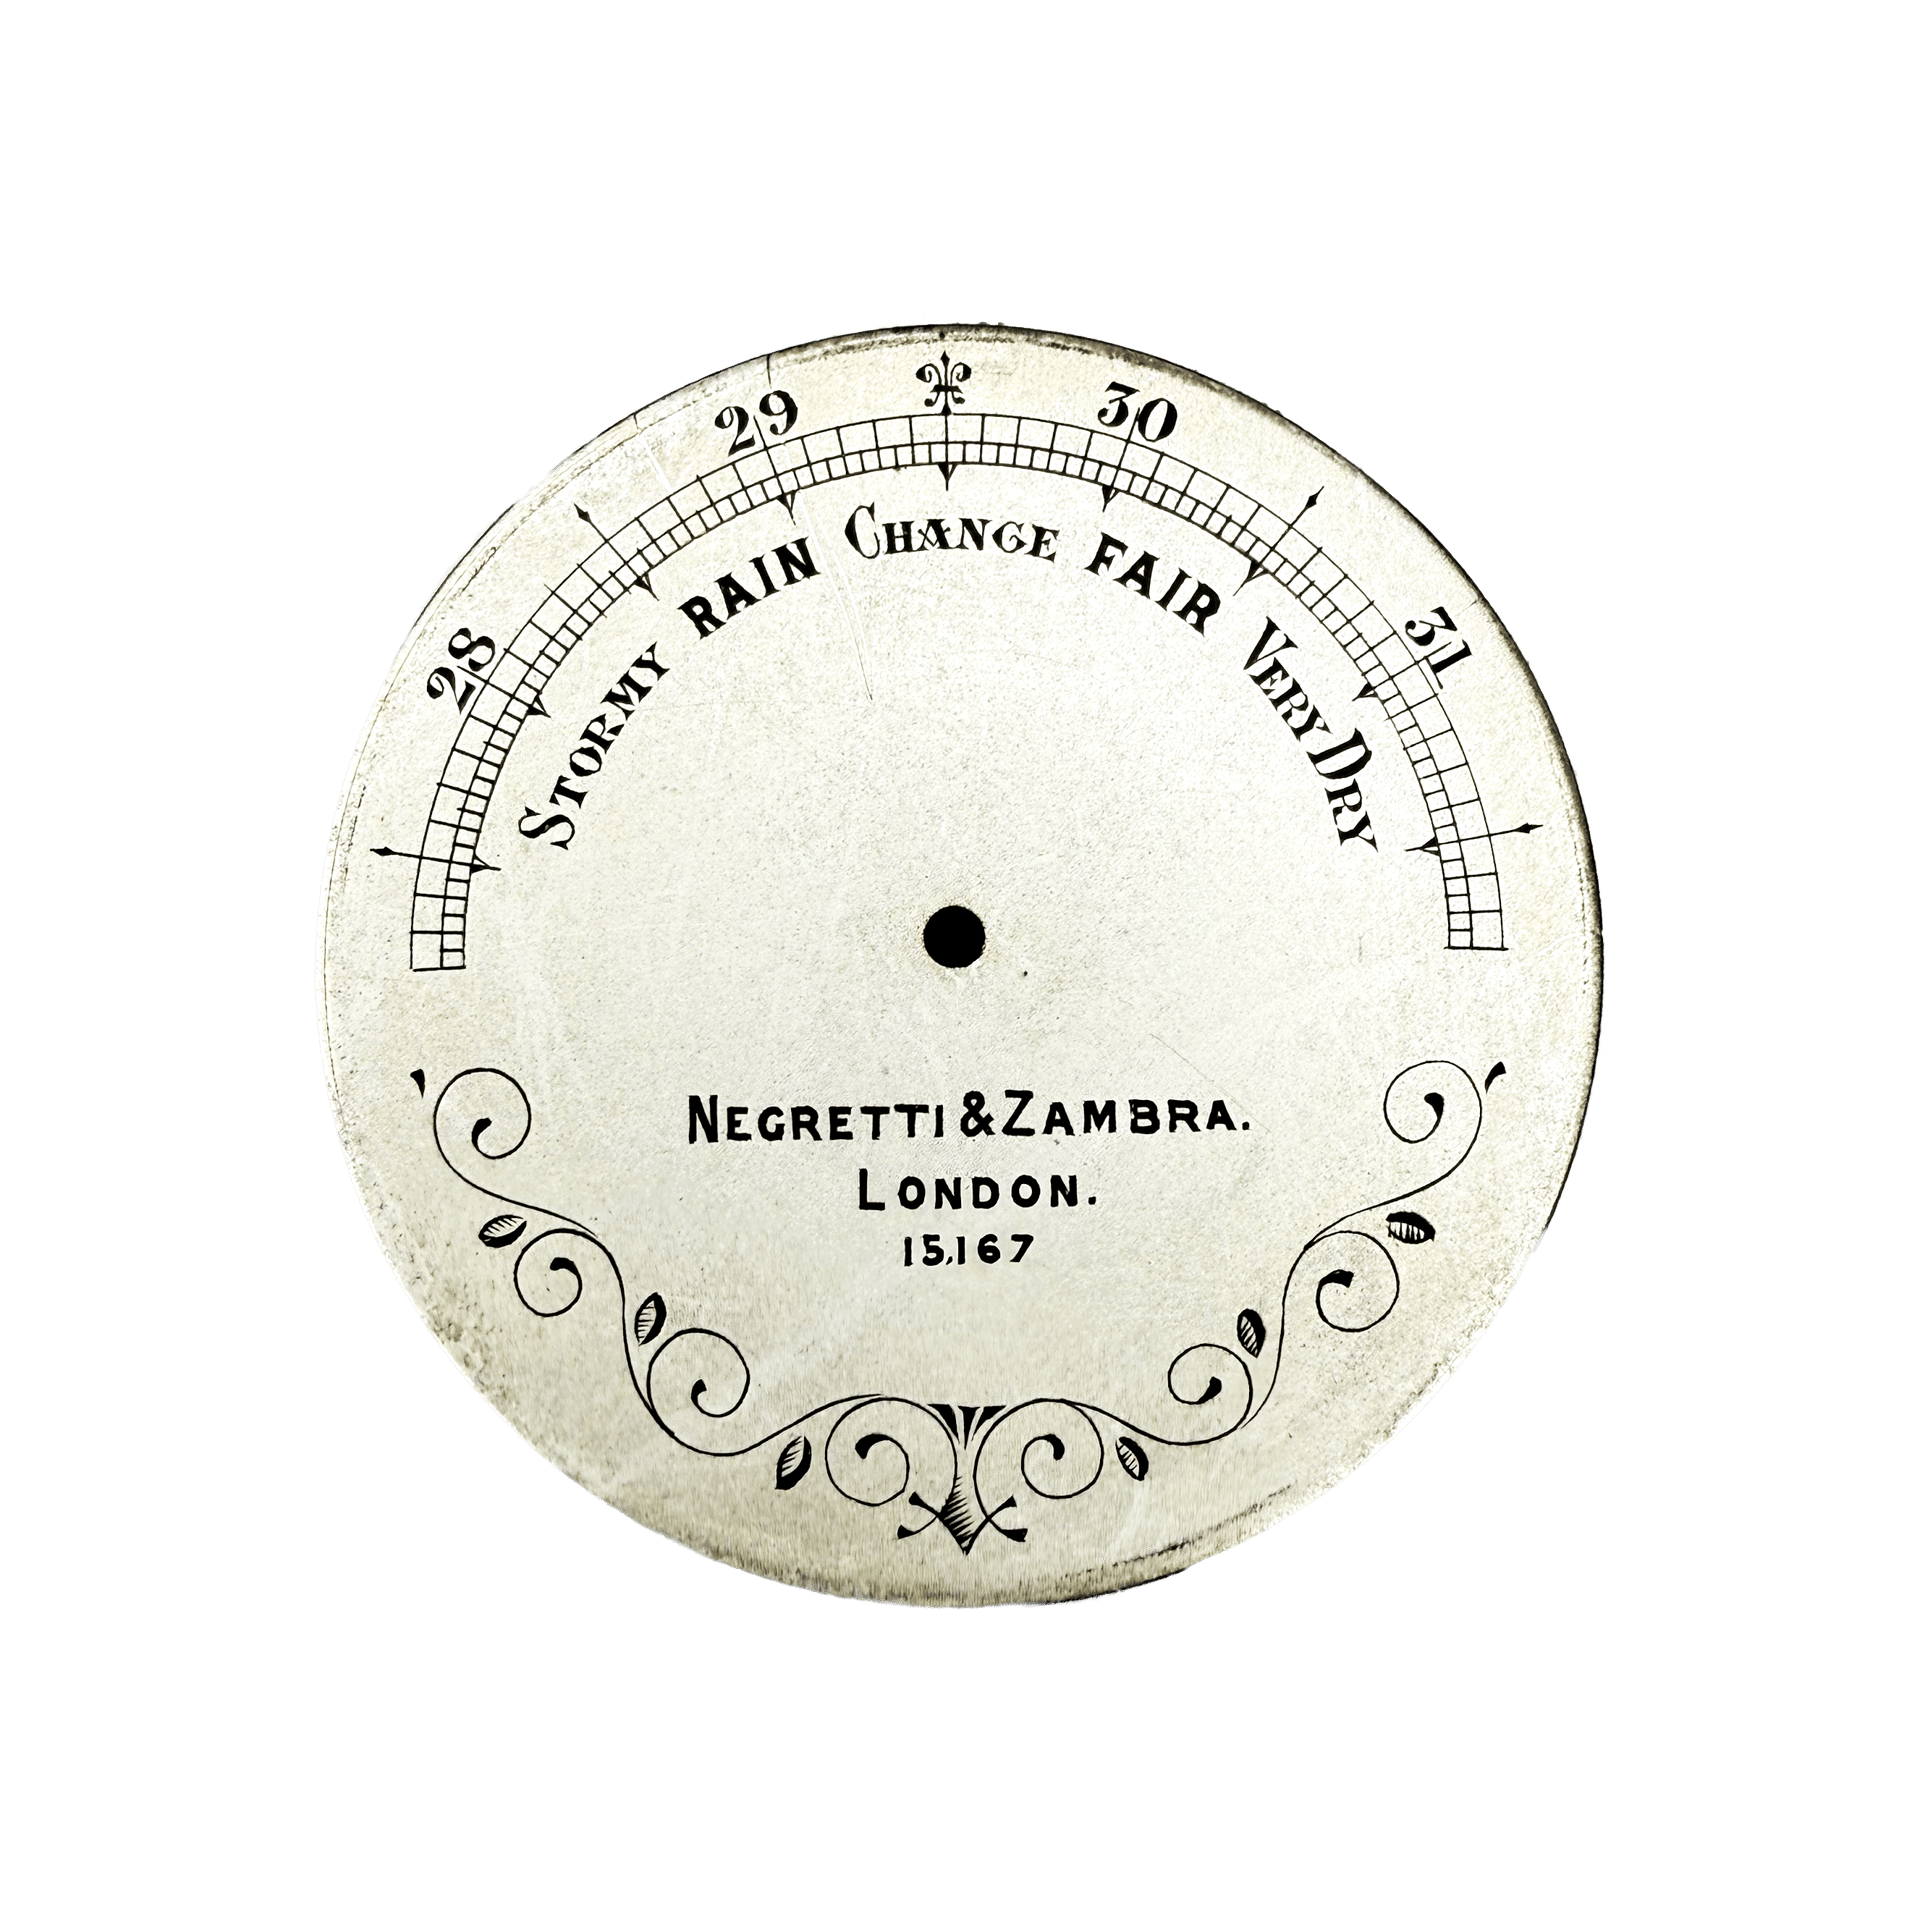 28 29 30 31
STORMY RAIN CHANGE FAIR VERY DRY
NEGRETTI & ZAMBRA.
LONDON.
15,167